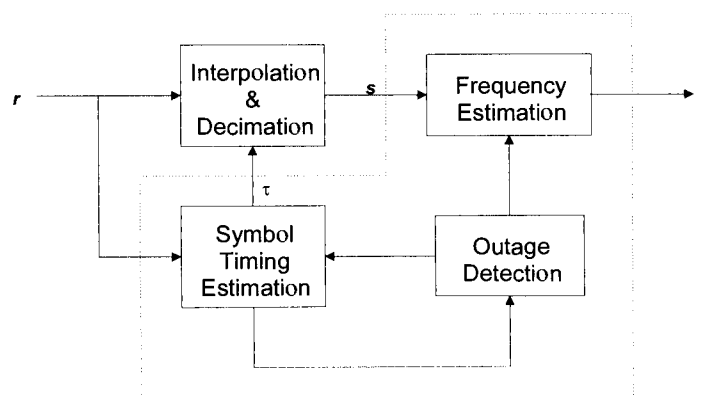 Interpolation
&
Decimation
Frequency
Estimation
r
s
τ
Symbol
Timing
Estimation
Outage
Detection